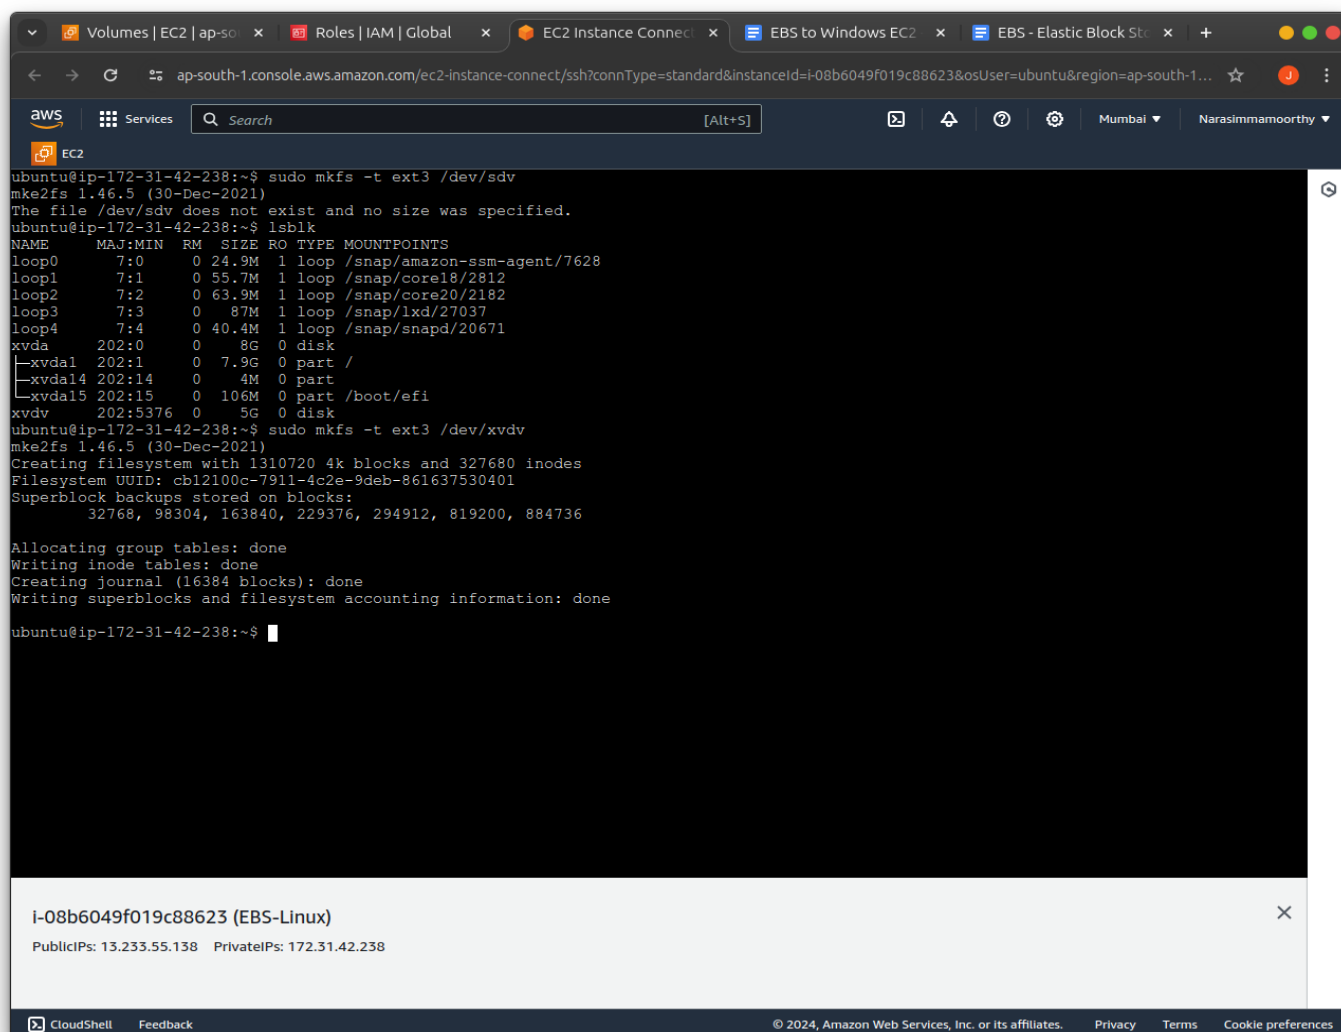 Volumes | EC2 | ap-so
Roles | IAM | Global
EC2 Instance Connect
EBS to Windows EC2
EBS - Elastic Block Sto
ap-south-1.console.aws.amazon.com/ec2-instance-connect/ssh?connType=standard&instanceId=i-08b6049f019c88623&osUser=ubuntu&region=ap-south-1...
J
aws
Services
Search
[Alt+S]
Mumbai
Narasimmamoorthy
EC2
ubuntu@ip-172-31-42-238:~$ sudo mkfs -t ext3 /dev/sdv
mke2fs 1.46.5 (30-Dec-2021)
The file /dev/sdv does not exist and no size was specified.
ubuntu@ip-172-31-42-238:~$ lsblk
NAME     MAJ:MIN  RM  SIZE RO TYPE MOUNTPOINTS
loop0      7:0     0 24.9M  1 loop /snap/amazon-ssm-agent/7628
loop1      7:1     0 55.7M  1 loop /snap/core18/2812
loop2      7:2     0 63.9M  1 loop /snap/core20/2182
loop3      7:3     0   87M  1 loop /snap/lxd/27037
loop4      7:4     0 40.4M  1 loop /snap/snapd/20671
xvda     202:0     0    8G  0 disk
├─xvda1  202:1     0  7.9G  0 part /
├─xvda14 202:14    0    4M  0 part
└─xvda15 202:15    0  106M  0 part /boot/efi
xvdv     202:5376  0    5G  0 disk
ubuntu@ip-172-31-42-238:~$ sudo mkfs -t ext3 /dev/xvdv
mke2fs 1.46.5 (30-Dec-2021)
Creating filesystem with 1310720 4k blocks and 327680 inodes
Filesystem UUID: cb12100c-7911-4c2e-9deb-861637530401
Superblock backups stored on blocks:
        32768, 98304, 163840, 229376, 294912, 819200, 884736
Allocating group tables: done
Writing inode tables: done
Creating journal (16384 blocks): done
Writing superblocks and filesystem accounting information: done
ubuntu@ip-172-31-42-238:~$
i-08b6049f019c88623 (EBS-Linux)
PublicIPs: 13.233.55.138    PrivateIPs: 172.31.42.238
CloudShell
Feedback
© 2024, Amazon Web Services, Inc. or its affiliates.
Privacy
Terms
Cookie preferences